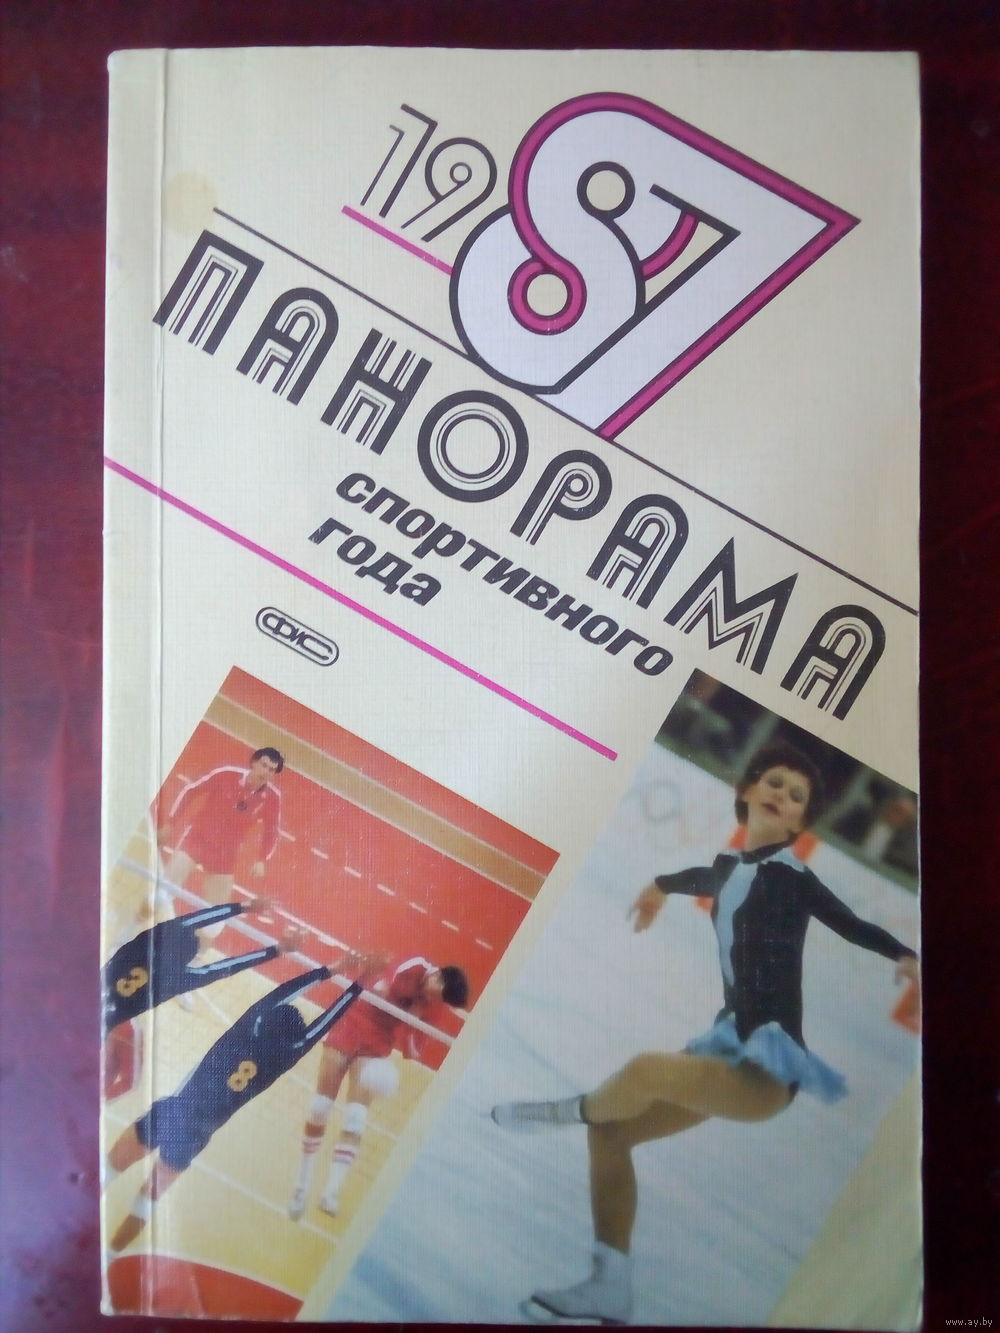 1987
ПАНОРАМА
спортивного
года
ФиС
3
8
www.ay.by